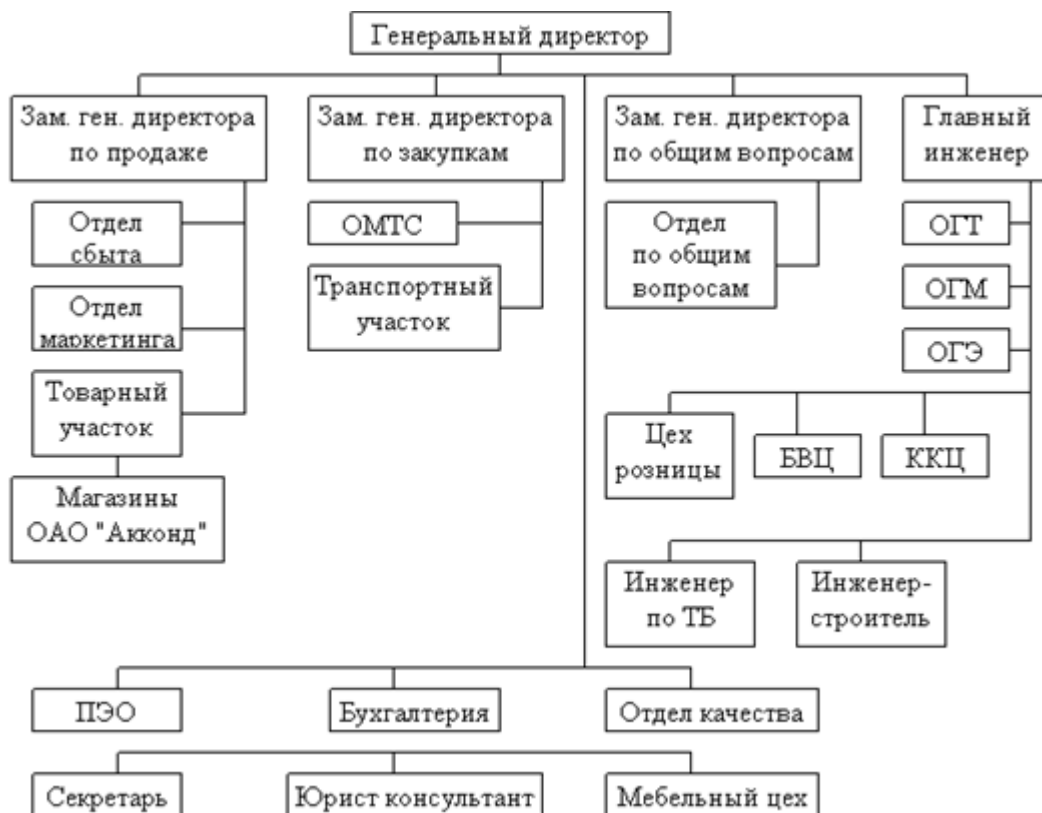 Генеральный директор
Зам. ген. директора
по продаже
Зам. ген. директора
по закупкам
Зам. ген. директора
по общим вопросам
Главный
инженер
Отдел
сбыта
Отдел
маркетинга
Товарный
участок
Магазины
ОАО "Акконд"
ОМТС
Транспортный
участок
Отдел
по общим
вопросам
ОГТ
ОГМ
ОГЭ
Цех
розницы
БВЦ
ККЦ
Инженер
по ТБ
Инженер-
строитель
ПЭО
Бухгалтерия
Отдел качества
Секретарь
Юрист консультант
Мебельный цех